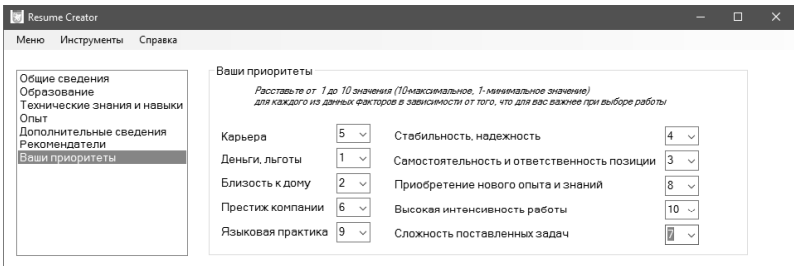 Resume Creator
Меню Инструменты Справка
Общие сведения
Образование
Технические знания и навыки
Опыт
Дополнительные сведения
Рекомендатели
Ваши приоритеты
Ваши приоритеты
Расставьте от 1 до 10 значения (10-максимальное, 1- минимальное значение)
для каждого из данных факторов в зависимости от того, что для вас важнее при выборе работы
Карьера 5 Стабильность, надежность 4
Деньги, льготы 1 Самостоятельность и ответственность позиции 3
Близость к дому 2 Приобретение нового опыта и знаний 8
Престиж компании 6 Высокая интенсивность работы 10
Языковая практика 9 Сложность поставленных задач 7